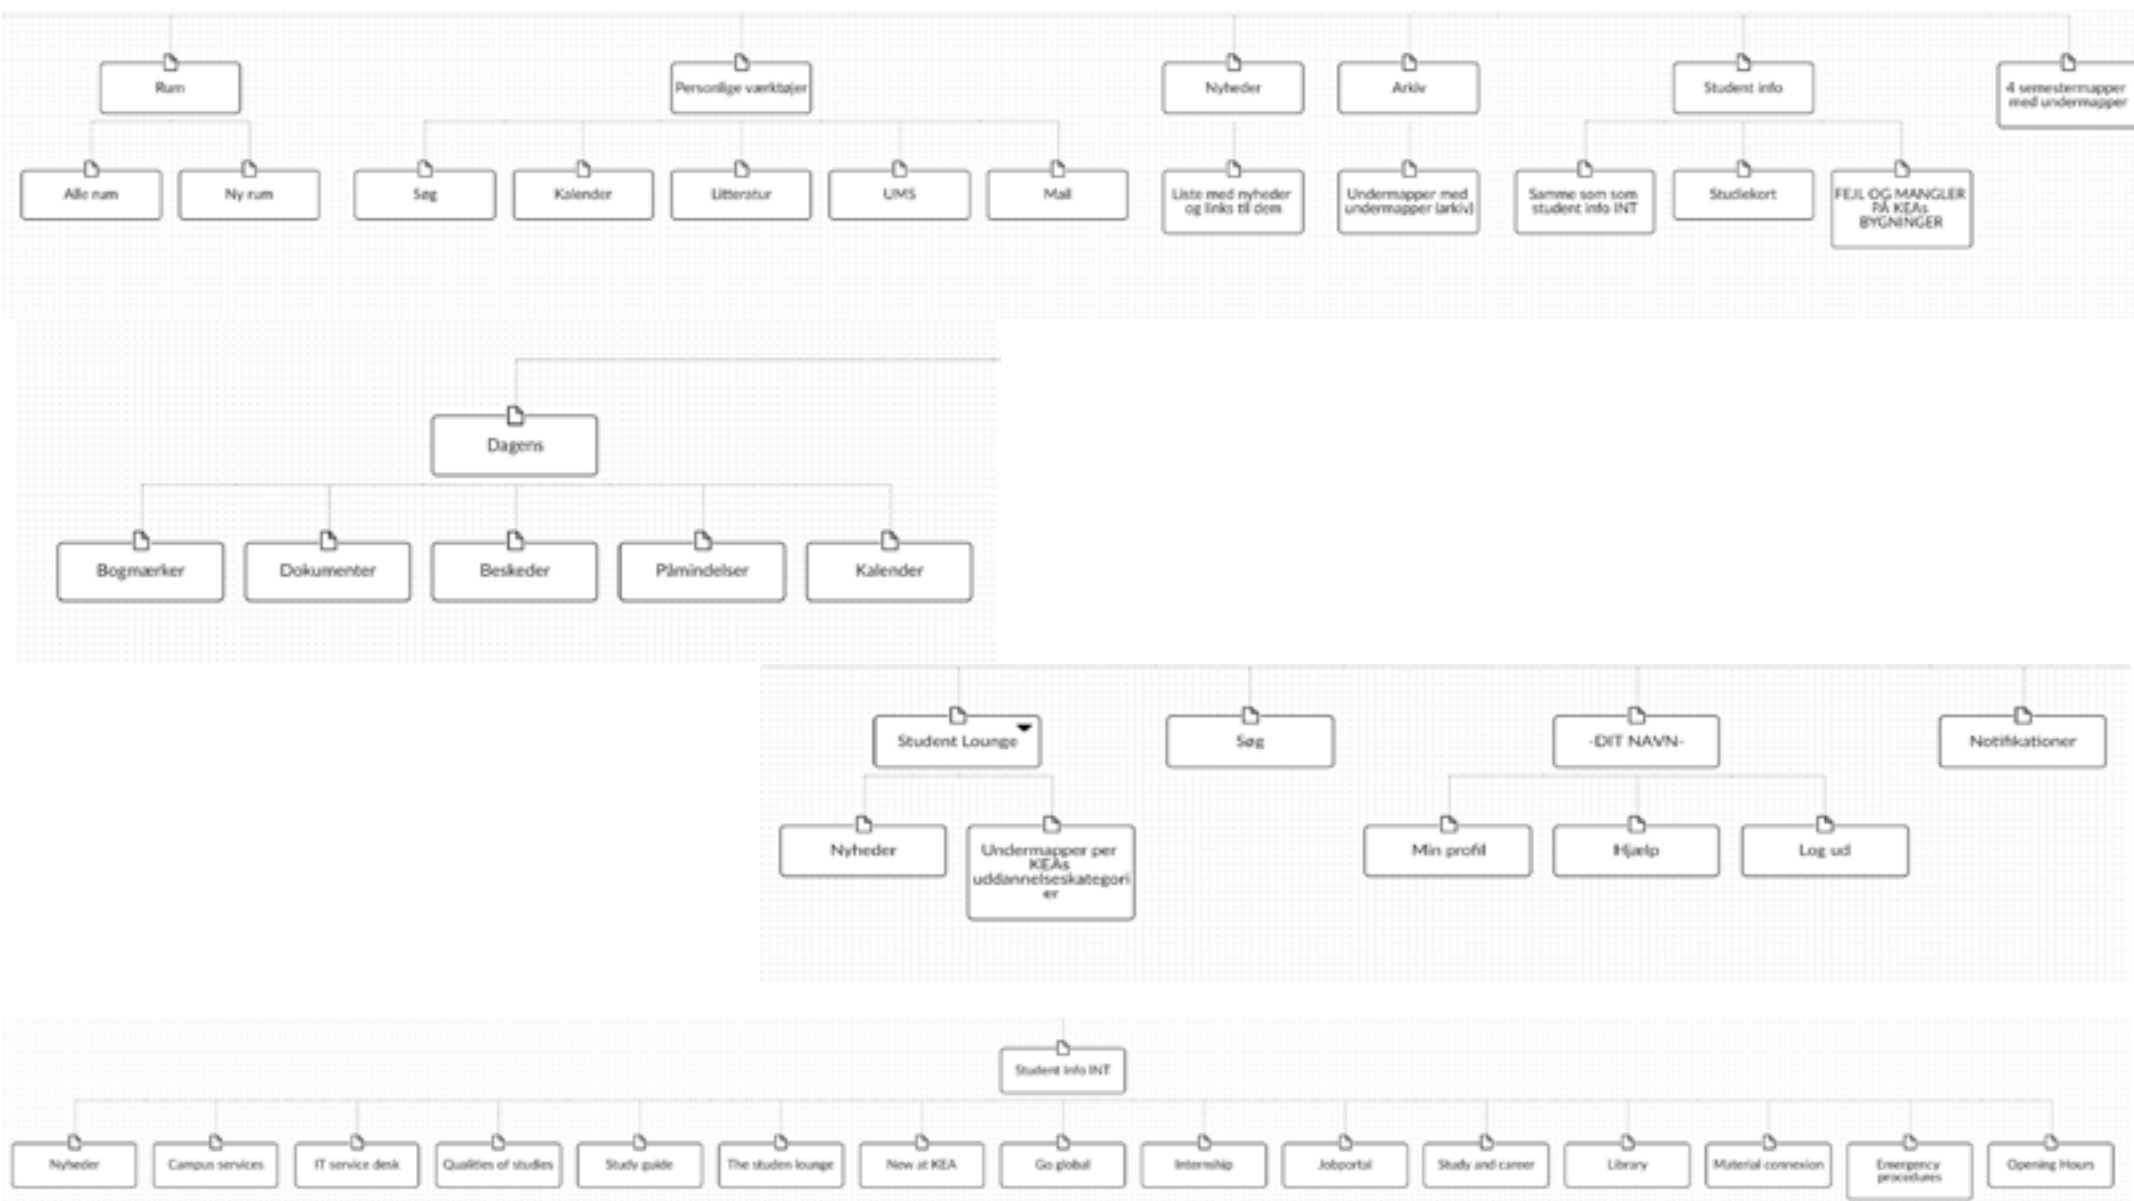 Rum
Personlige værktøjer
Nyheder
Arkiv
Student info
4 semestermapper
med undermapper
Alle rum
Ny rum
Søg
Kalender
Litteratur
UMS
Mail
Liste med nyheder
og links til dem
Undermapper med
undermapper (arkiv)
Samme som som
student info INT
Studiekort
FEJL OG MANGLER
PÅ KEAs
BYGNINGER
Dagens
Bogmærker
Dokumenter
Beskeder
Påmindelser
Kalender
Student Lounge
Søg
-DIT NAVN-
Notifikationer
Nyheder
Undermapper per
KEAs
uddannelseskategori
er
Min profil
Hjælp
Log ud
Student info INT
Nyheder
Campus services
IT service desk
Qualities of studies
Study guide
The studen lounge
New at KEA
Go global
Internship
Jobportal
Study and career
Library
Material connexion
Emergency
procedures
Opening Hours